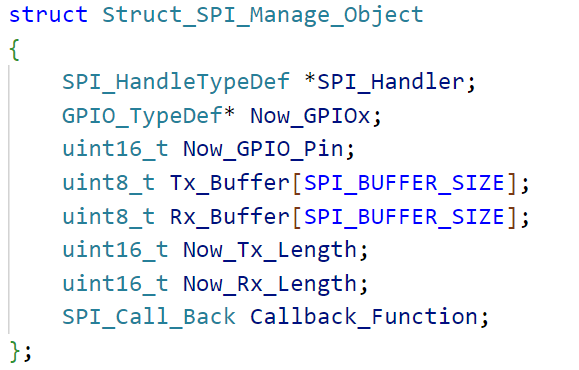 struct Struct_SPI_Manage_Object
{
    SPI_HandleTypeDef *SPI_Handler;
    GPIO_TypeDef* Now_GPIOx;
    uint16_t Now_GPIO_Pin;
    uint8_t Tx_Buffer[SPI_BUFFER_SIZE];
    uint8_t Rx_Buffer[SPI_BUFFER_SIZE];
    uint16_t Now_Tx_Length;
    uint16_t Now_Rx_Length;
    SPI_Call_Back Callback_Function;
};